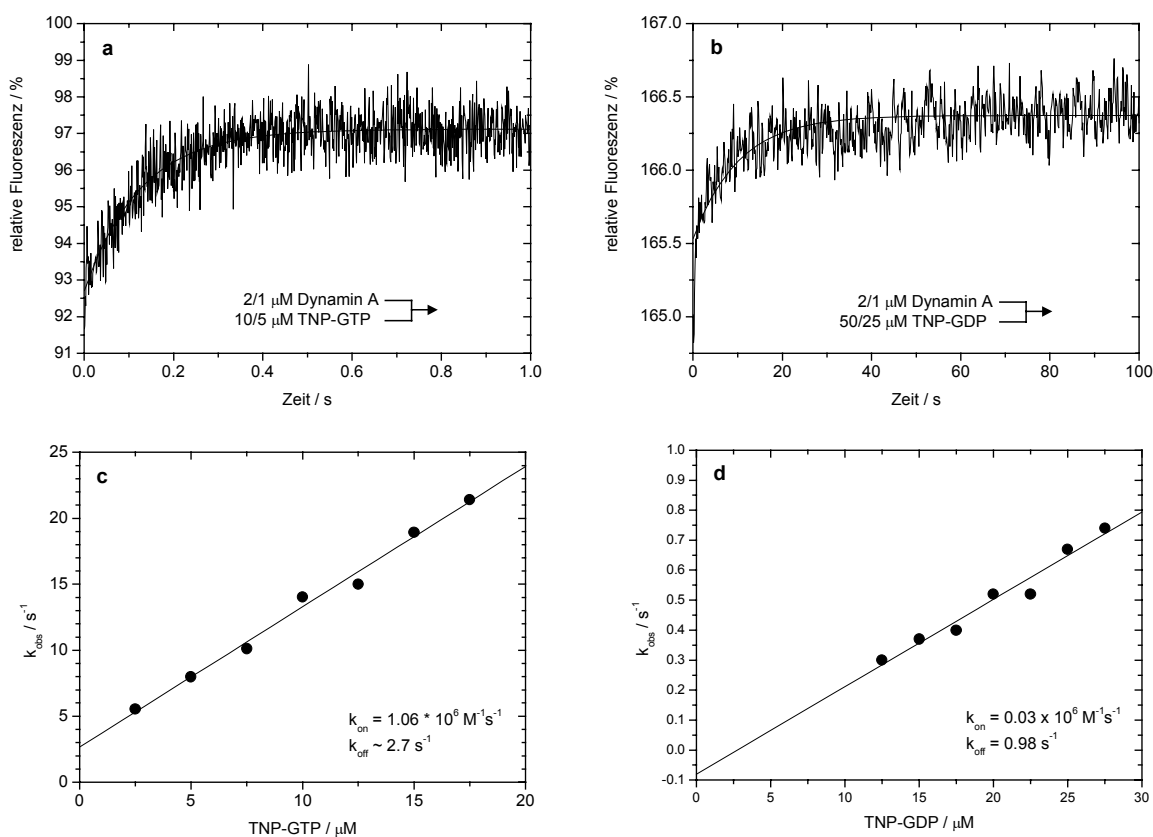 a
100
99
98
97
96
95
94
93
92
91
relative Fluoreszenz / %
2/1 µM Dynamin A
10/5 µM TNP-GTP
0.0 0.2 0.4 0.6 0.8 1.0
Zeit / s
b
167.0
166.5
166.0
165.5
165.0
relative Fluoreszenz / %
2/1 µM Dynamin A
50/25 µM TNP-GDP
0 20 40 60 80 100
Zeit / s
c
25
20
15
10
5
0
k_obs / s⁻¹
k_on = 1.06 * 10⁶ M⁻¹s⁻¹
k_off ~ 2.7 s⁻¹
0 5 10 15 20
TNP-GTP / µM
d
1.0
0.9
0.8
0.7
0.6
0.5
0.4
0.3
0.2
0.1
0.0
-0.1
k_obs / s⁻¹
k_on = 0.03 x 10⁶ M⁻¹s⁻¹
k_off = 0.98 s⁻¹
0 5 10 15 20 25 30
TNP-GDP / µM